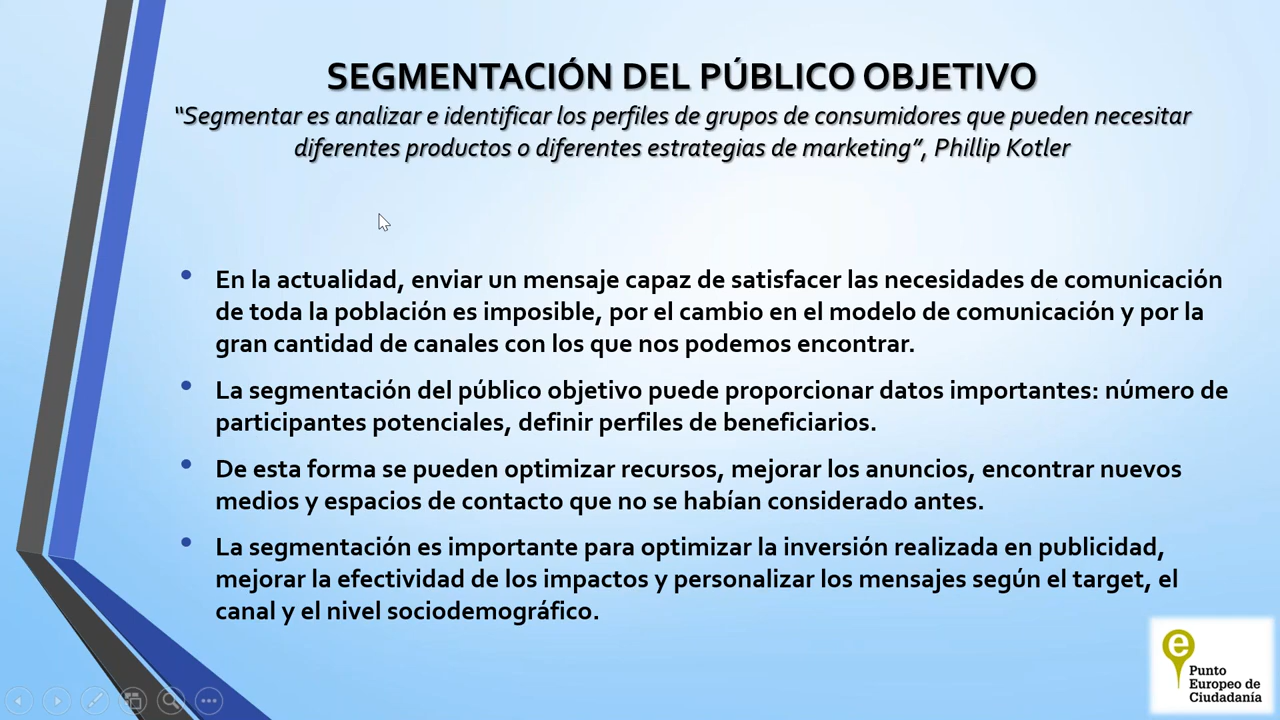 SEGMENTACIÓN DEL PÚBLICO OBJETIVO
“Segmentar es analizar e identificar los perfiles de grupos de consumidores que pueden necesitar
diferentes productos o diferentes estrategias de marketing”, Phillip Kotler
• En la actualidad, enviar un mensaje capaz de satisfacer las necesidades de comunicación
de toda la población es imposible, por el cambio en el modelo de comunicación y por la
gran cantidad de canales con los que nos podemos encontrar.
• La segmentación del público objetivo puede proporcionar datos importantes: número de
participantes potenciales, definir perfiles de beneficiarios.
• De esta forma se pueden optimizar recursos, mejorar los anuncios, encontrar nuevos
medios y espacios de contacto que no se habían considerado antes.
• La segmentación es importante para optimizar la inversión realizada en publicidad,
mejorar la efectividad de los impactos y personalizar los mensajes según el target, el
canal y el nivel sociodemográfico.
e
Punto
Europeo de
Ciudadanía